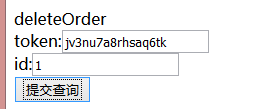 deleteOrder
token:jv3nu7a8rhsaq6tk
id:1
提交查询